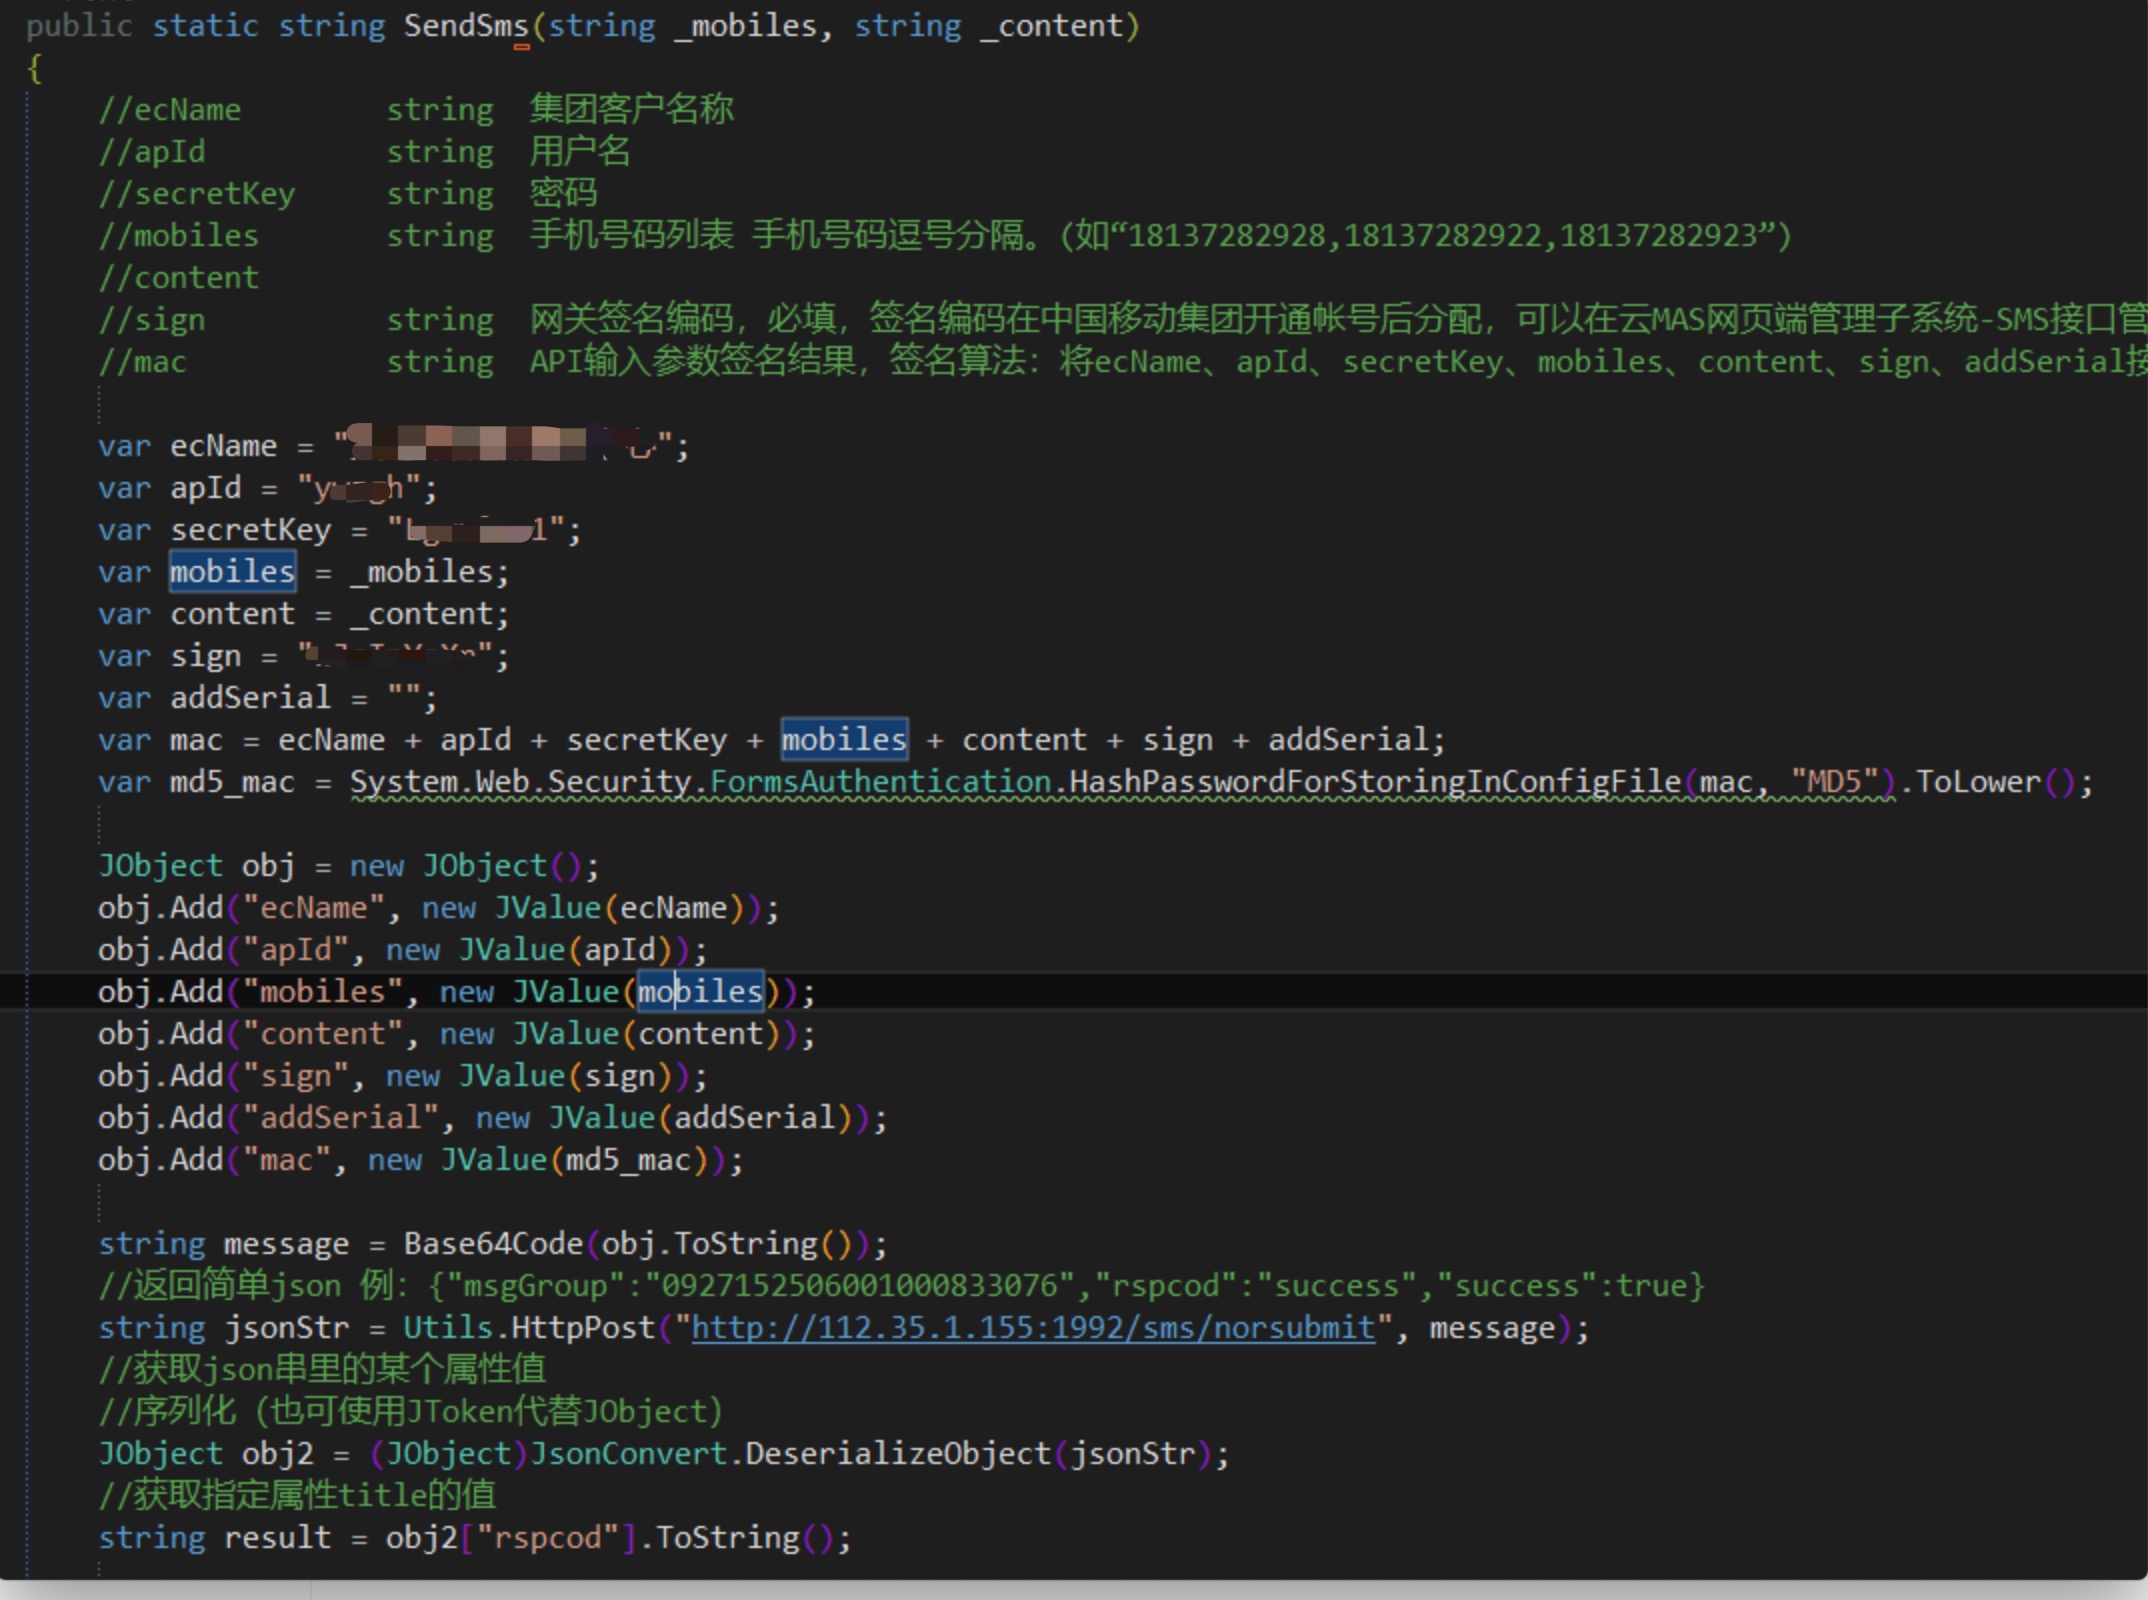 public static string SendSms(string _mobiles, string _content)
{
//ecName string 集团客户名称
//apId string 用户名
//secretKey string 密码
//mobiles string 手机号码列表 手机号码逗号分隔。(如“18137282928,18137282922,18137282923”)
//content
//sign string 网关签名编码，必填，签名编码在中国移动集团开通帐号后分配，可以在云MAS网页端管理子系统-SMS接口管
//mac string API输入参数签名结果，签名算法：将ecName、apId、secretKey、mobiles、content、sign、addSerial按
var ecName = "";
var apId = "";
var secretKey = "";
var mobiles = _mobiles;
var content = _content;
var sign = "";
var addSerial = "";
var mac = ecName + apId + secretKey + mobiles + content + sign + addSerial;
var md5_mac = System.Web.Security.FormsAuthentication.HashPasswordForStoringInConfigFile(mac, "MD5").ToLower();
JObject obj = new JObject();
obj.Add("ecName", new JValue(ecName));
obj.Add("apId", new JValue(apId));
obj.Add("mobiles", new JValue(mobiles));
obj.Add("content", new JValue(content));
obj.Add("sign", new JValue(sign));
obj.Add("addSerial", new JValue(addSerial));
obj.Add("mac", new JValue(md5_mac));
string message = Base64Code(obj.ToString());
//返回简单json 例：{"msgGroup":"0927152506001000833076","rspcod":"success","success":true}
string jsonStr = Utils.HttpPost("http://112.35.1.155:1992/sms/norsubmit", message);
//获取json串里的某个属性值
//序列化（也可使用JToken代替JObject）
JObject obj2 = (JObject)JsonConvert.DeserializeObject(jsonStr);
//获取指定属性title的值
string result = obj2["rspcod"].ToString();